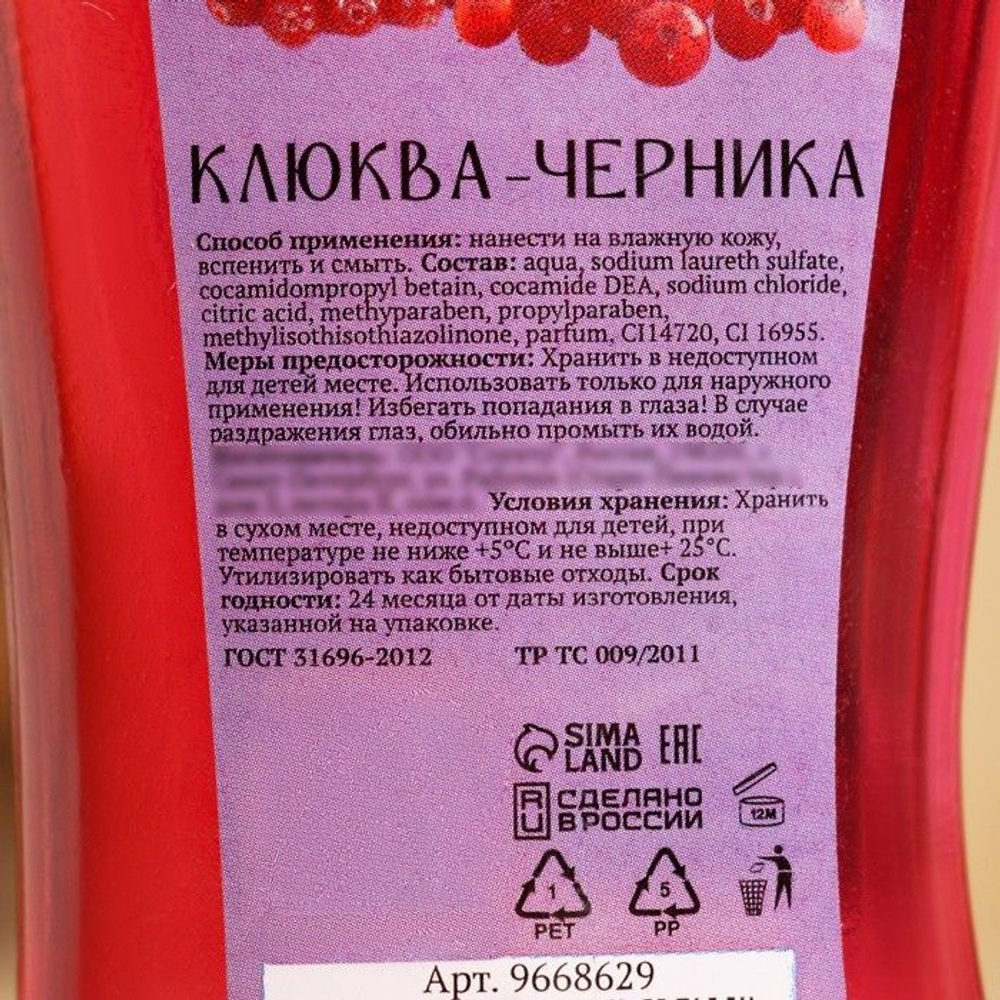 КЛЮКВА-ЧЕРНИКА
Способ применения: нанести на влажную кожу,
вспенить и смыть. Состав: aqua, sodium laureth sulfate,
cocamidompropyl betain, cocamide DEA, sodium chloride,
citric acid, methyparaben, propylparaben,
methylisothisothiazolinone, parfum, CI14720, CI 16955.
Меры предосторожности: Хранить в недоступном
для детей месте. Использовать только для наружного
применения! Избегать попадания в глаза! В случае
раздражения глаз, обильно промыть их водой.
Условия хранения: Хранить
в сухом месте, недоступном для детей, при
температуре не ниже +5°С и не выше+ 25°С.
Утилизировать как бытовые отходы. Срок
годности: 24 месяца от даты изготовления,
указанной на упаковке.
ГОСТ 31696-2012 ТР ТС 009/2011
SIMA LAND EAC
RU СДЕЛАНО В РОССИИ 12M
1 5
PET PP
Арт. 9668629